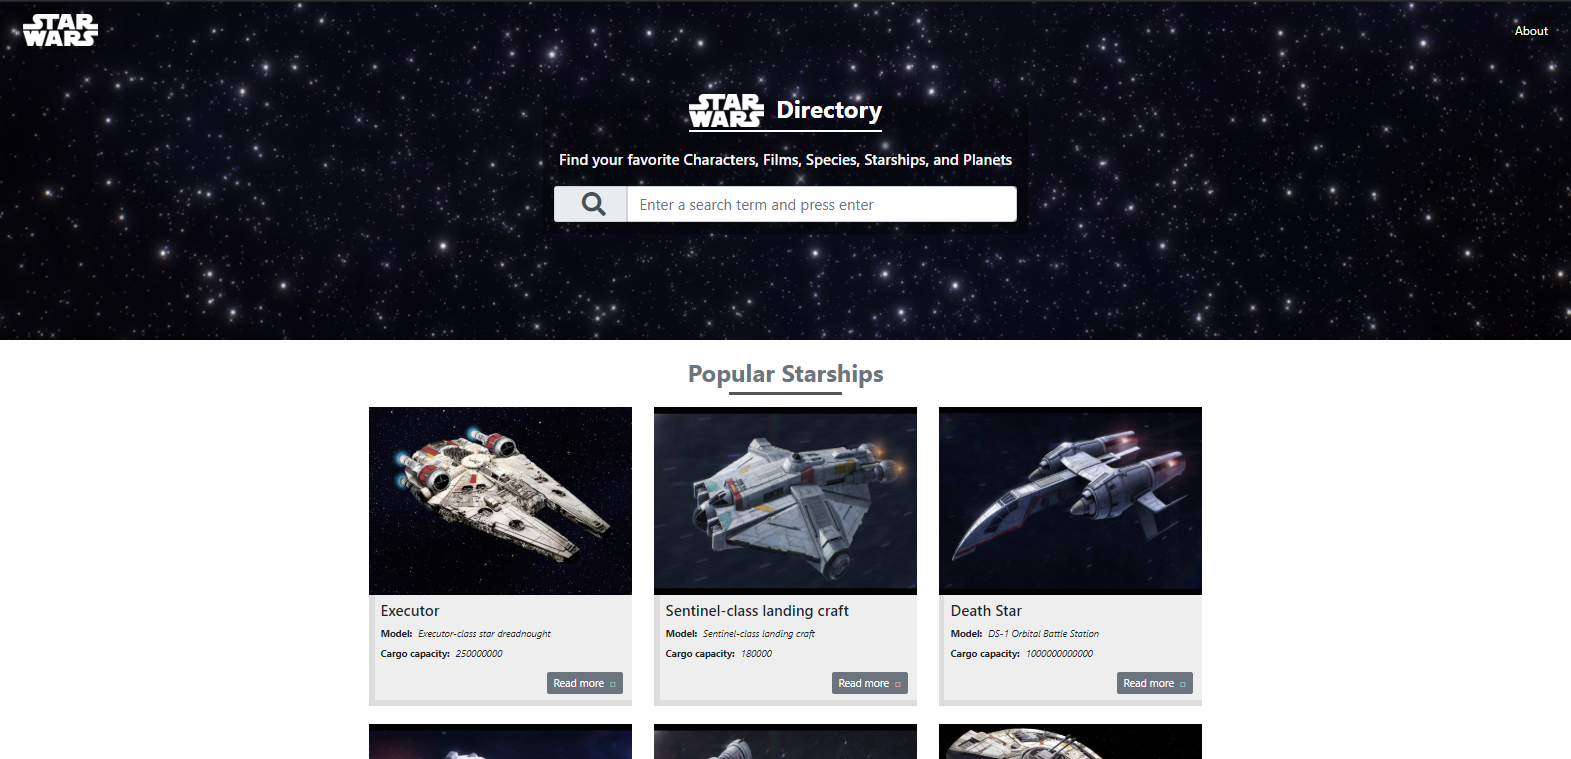 STAR
WARS
About
STAR
WARS Directory
Find your favorite Characters, Films, Species, Starships, and Planets
Enter a search term and press enter
Popular Starships
Executor
Model: Executor-class star dreadnought
Cargo capacity: 250000000
Read more
Sentinel-class landing craft
Model: Sentinel-class landing craft
Cargo capacity: 180000
Read more
Death Star
Model: DS-1 Orbital Battle Station
Cargo capacity: 1000000000000
Read more